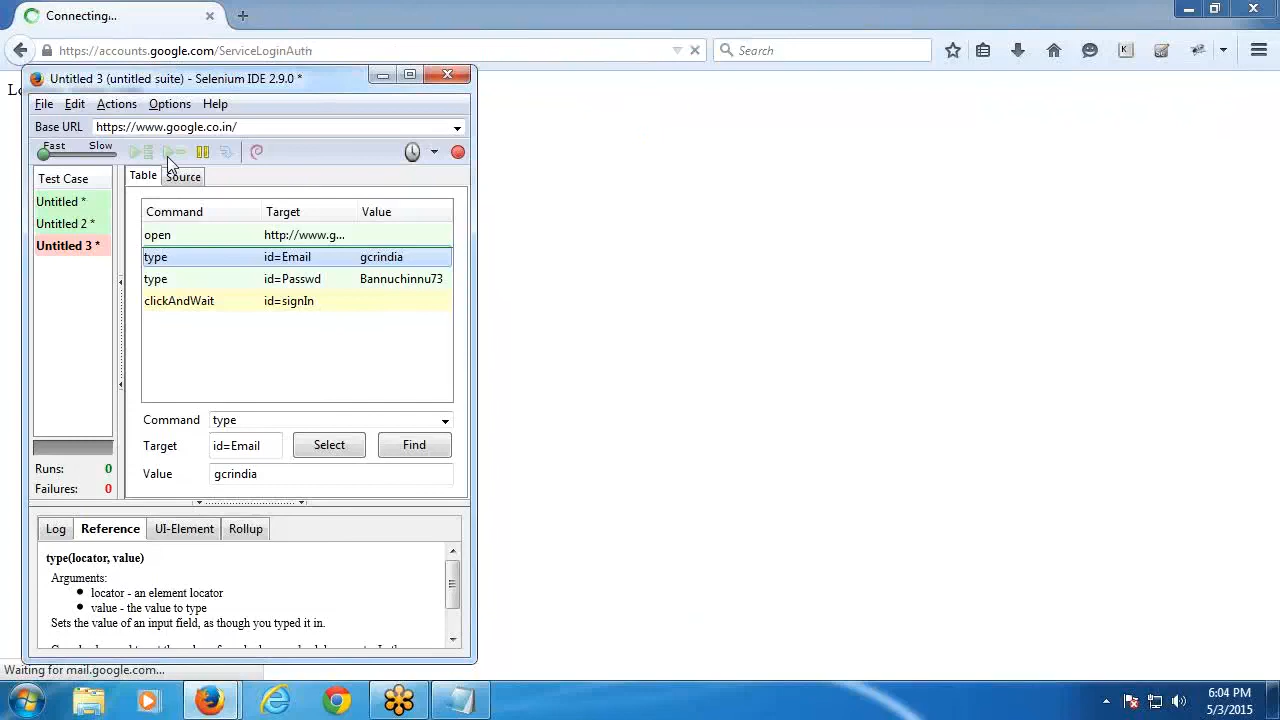 Connecting...
https://accounts.google.com/ServiceLoginAuth
Search
Untitled 3 (untitled suite) - Selenium IDE 2.9.0 *
File Edit Actions Options Help
Base URL https://www.google.co.in/
Fast Slow
Test Case
Table Source
Untitled *
Untitled 2 *
Untitled 3 *
Command Target Value
open http://www.g...
type id=Email gcrindia
type id=Passwd Bannuchinnu73
clickAndWait id=signIn
Command type
Target id=Email Select Find
Value gcrindia
Runs: 0
Failures: 0
Log Reference UI-Element Rollup
type(locator, value)
Arguments:
locator - an element locator
value - the value to type
Sets the value of an input field, as though you typed it in.
Waiting for mail.google.com...
6:04 PM
5/3/2015